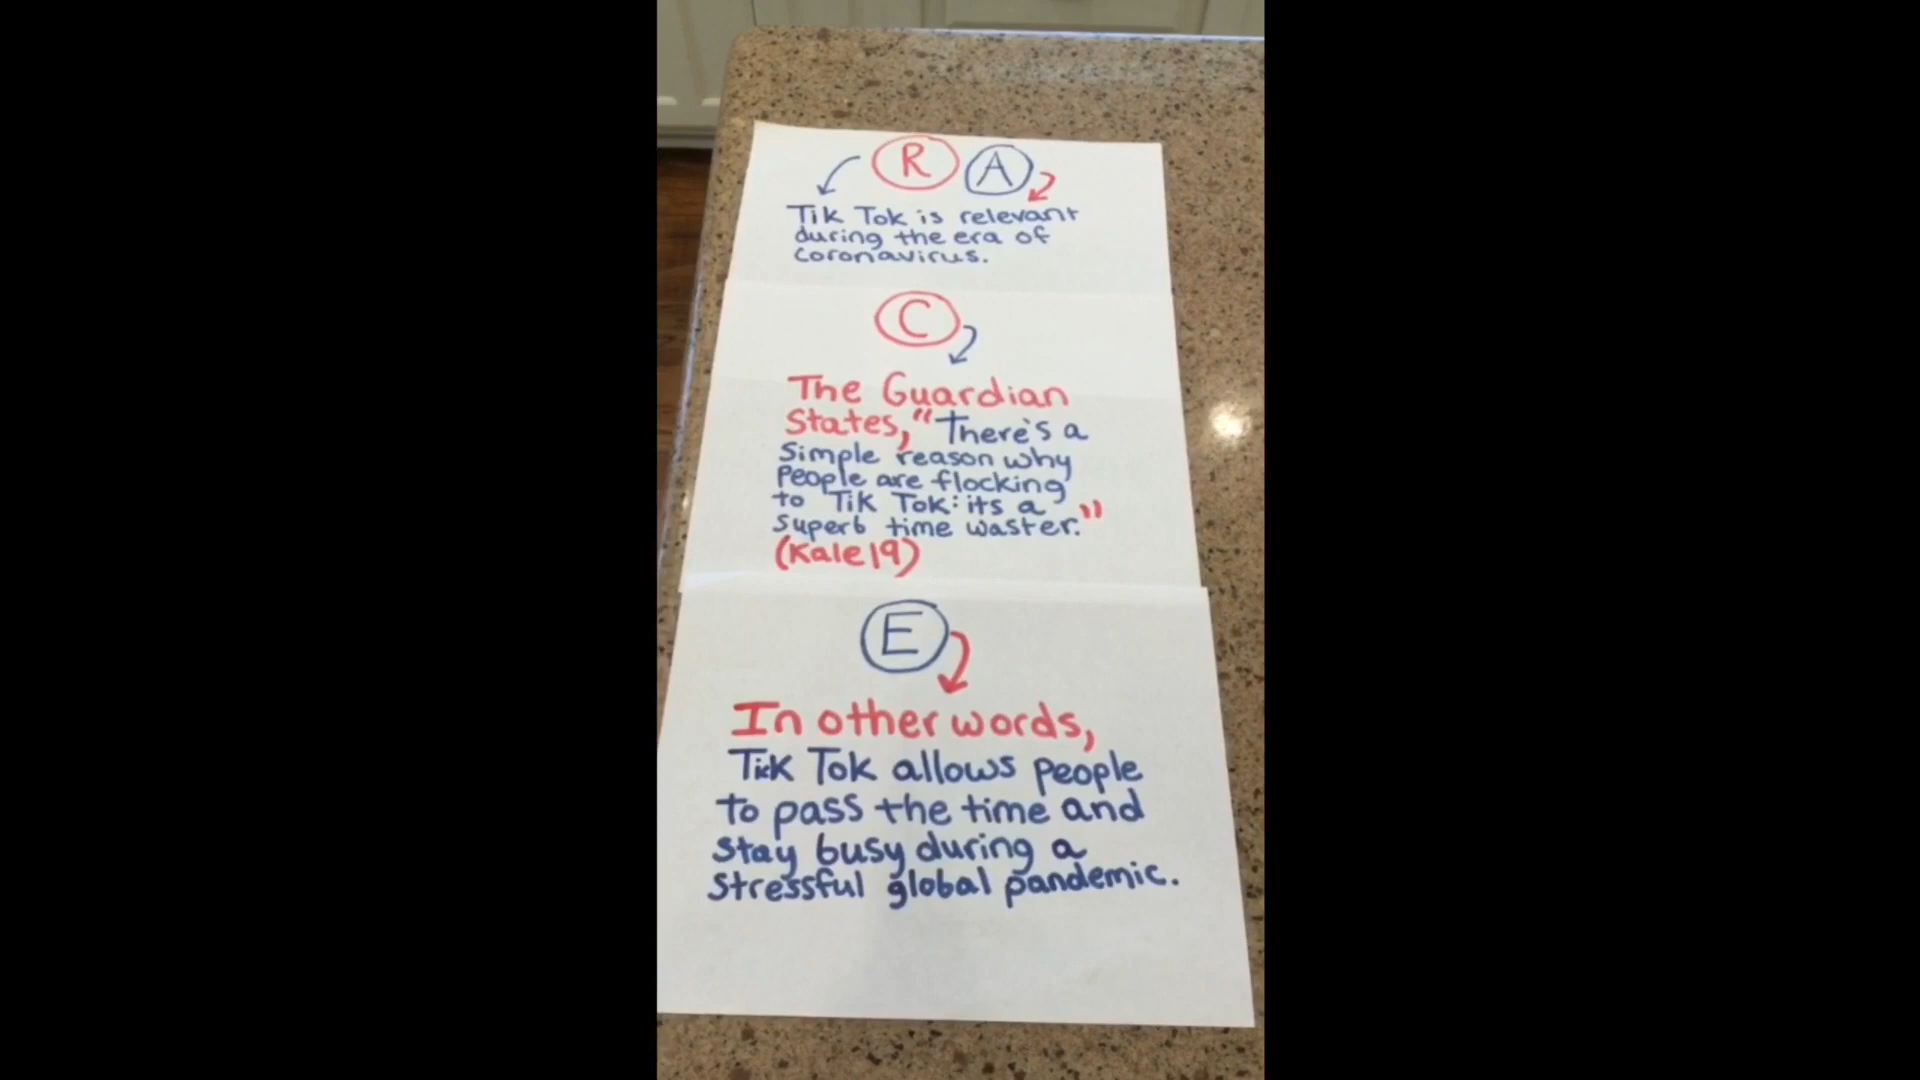 R A
Tik Tok is relevant
during the era of
coronavirus.
C
The Guardian
States, "There's a
simple reason why
people are flocking
to Tik Tok: its a
superb time waster."
(Kale 19)
E
In other words,
Tick Tok allows people
to pass the time and
stay busy during a
stressful global pandemic.